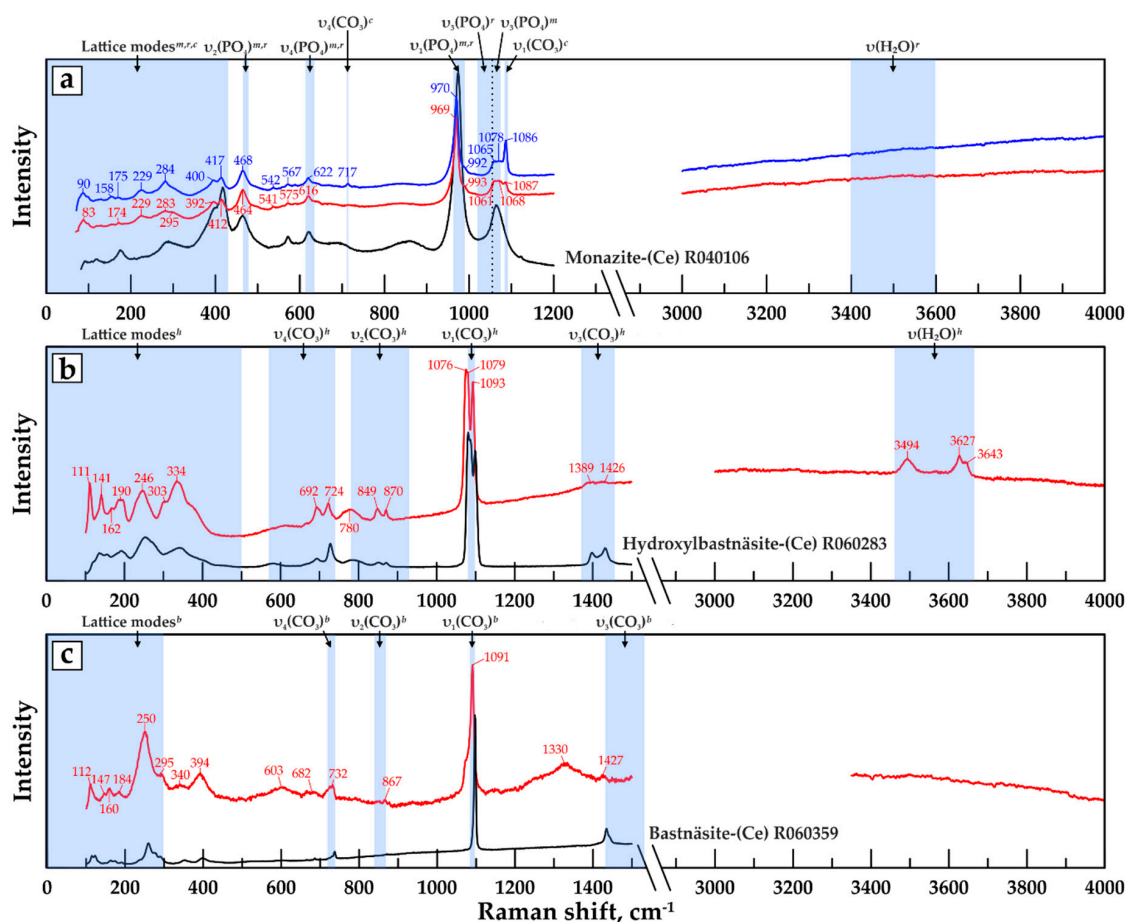 υ₄(CO₃)ᶜ
υ₃(PO₄)ʳ
υ₃(PO₄)ᵐ
Lattice modesᵐ,ʳ,ᶜ
υ₂(PO₄)ᵐ,ʳ
υ₄(PO₄)ᵐ,ʳ
υ₁(PO₄)ᵐ,ʳ
υ₁(CO₃)ᶜ
υ(H₂O)ʳ
a
Intensity
90 158 175 229 284 400 417 468 542 567 622 717 970 992 1065 1078 1086
83 174 229 283 295 392 412 464 541 575 616 969 993 1061 1068 1087
Monazite-(Ce) R040106
0 200 400 600 800 1000 1200 3000 3200 3400 3600 3800 4000
Lattice modesʰ
υ₄(CO₃)ʰ
υ₂(CO₃)ʰ
υ₁(CO₃)ʰ
υ₃(CO₃)ʰ
υ(H₂O)ʰ
b
Intensity
111 141 162 190 246 303 334 692 724 780 849 870 1076 1079 1093 1389 1426 3494 3627 3643
Hydroxylbastnäsite-(Ce) R060283
0 200 400 600 800 1000 1200 1400 3000 3200 3400 3600 3800 4000
Lattice modesᵇ
υ₄(CO₃)ᵇ
υ₂(CO₃)ᵇ
υ₁(CO₃)ᵇ
υ₃(CO₃)ᵇ
c
Intensity
112 147 160 184 250 295 340 394 603 682 732 867 1091 1330 1427
Bastnäsite-(Ce) R060359
0 200 400 600 800 1000 1200 1400 3000 3200 3400 3600 3800 4000
Raman shift, cm⁻¹